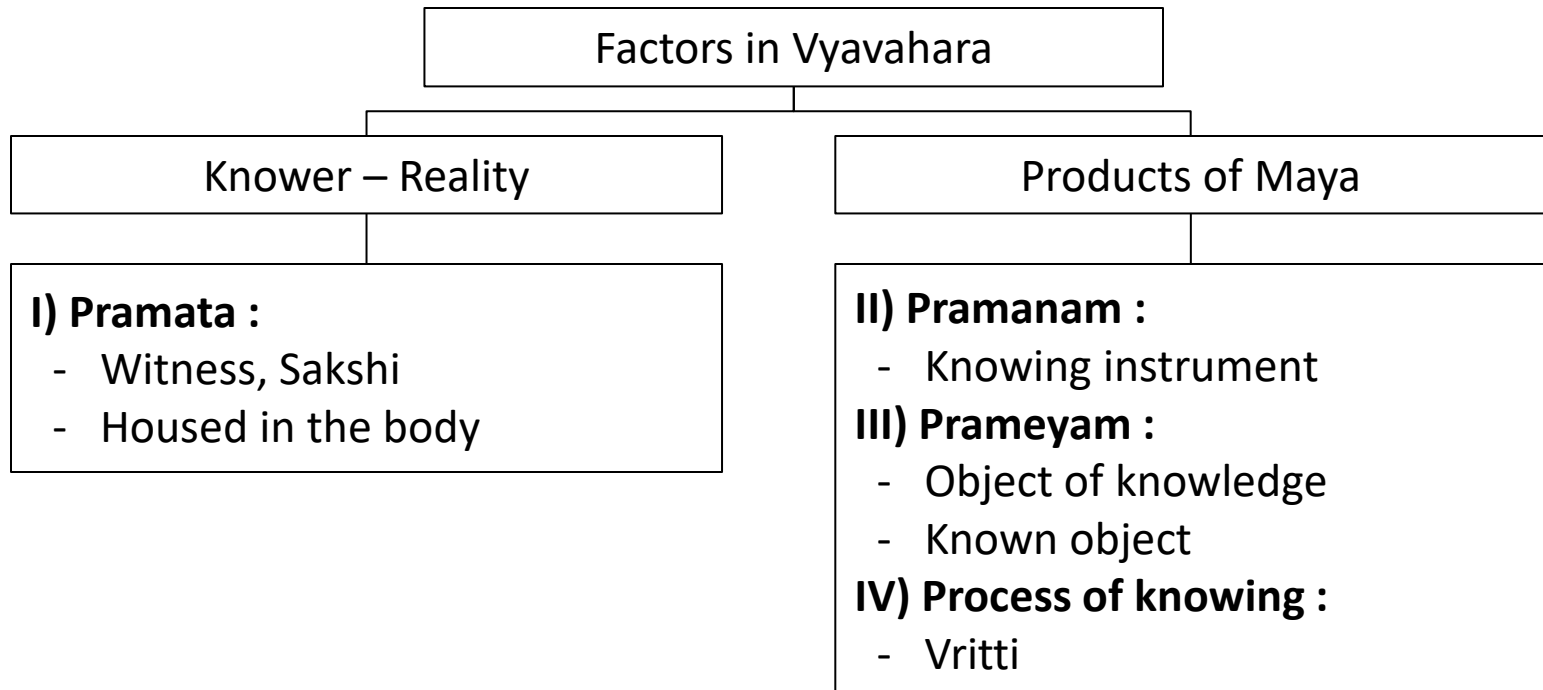 Factors in Vyavahara
Knower – Reality
Products of Maya
I) Pramata :
- Witness, Sakshi
- Housed in the body
II) Pramanam :
- Knowing instrument
III) Prameyam :
- Object of knowledge
- Known object
IV) Process of knowing :
- Vritti